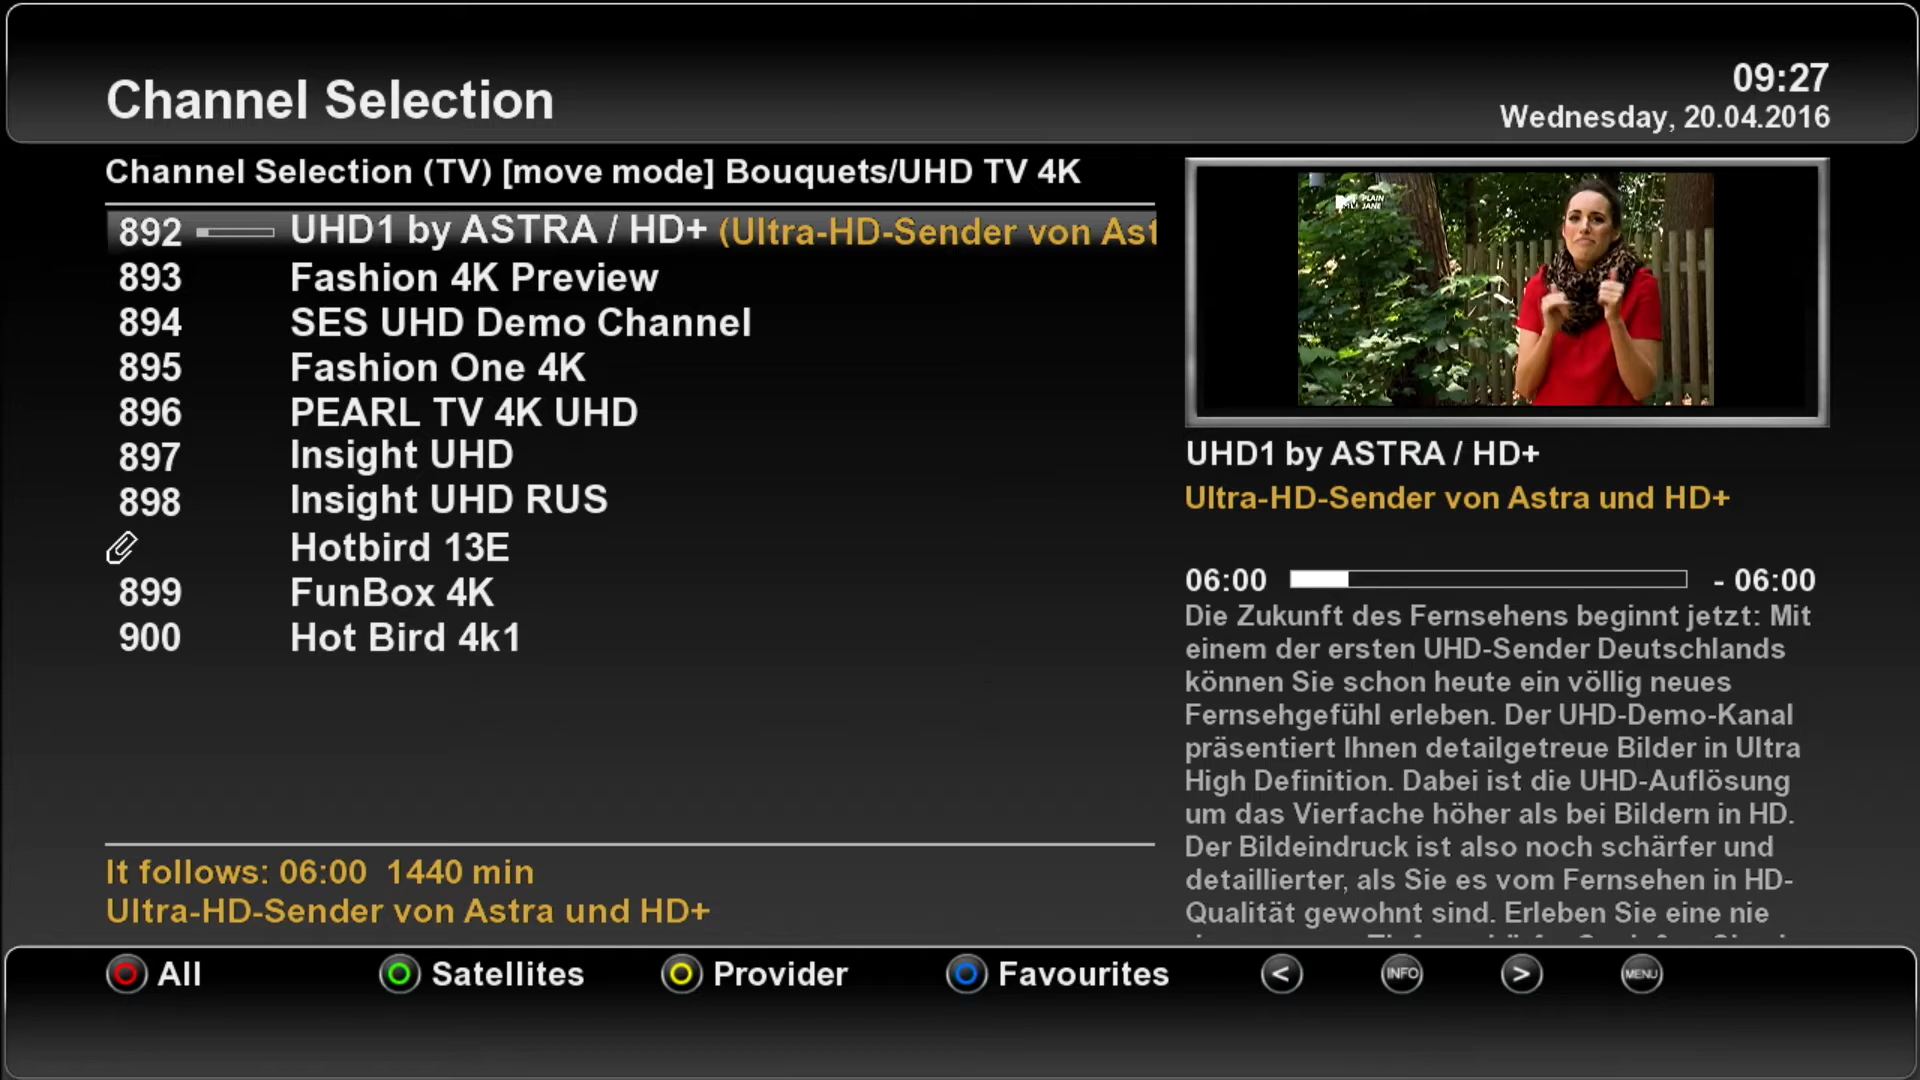 Channel Selection
09:27
Wednesday, 20.04.2016
Channel Selection (TV) [move mode] Bouquets/UHD TV 4K
892 UHD1 by ASTRA / HD+ (Ultra-HD-Sender von Ast
893 Fashion 4K Preview
894 SES UHD Demo Channel
895 Fashion One 4K
896 PEARL TV 4K UHD
897 Insight UHD
898 Insight UHD RUS
Hotbird 13E
899 FunBox 4K
900 Hot Bird 4k1
It follows: 06:00 1440 min
Ultra-HD-Sender von Astra und HD+
PLAIN
JANE
UHD1 by ASTRA / HD+
Ultra-HD-Sender von Astra und HD+
06:00 - 06:00
Die Zukunft des Fernsehens beginnt jetzt: Mit
einem der ersten UHD-Sender Deutschlands
können Sie schon heute ein völlig neues
Fernsehgefühl erleben. Der UHD-Demo-Kanal
präsentiert Ihnen detailgetreue Bilder in Ultra
High Definition. Dabei ist die UHD-Auflösung
um das Vierfache höher als bei Bildern in HD.
Der Bildeindruck ist also noch schärfer und
detaillierter, als Sie es vom Fernsehen in HD-
Qualität gewohnt sind. Erleben Sie eine nie
All Satellites Provider Favourites < INFO > MENU